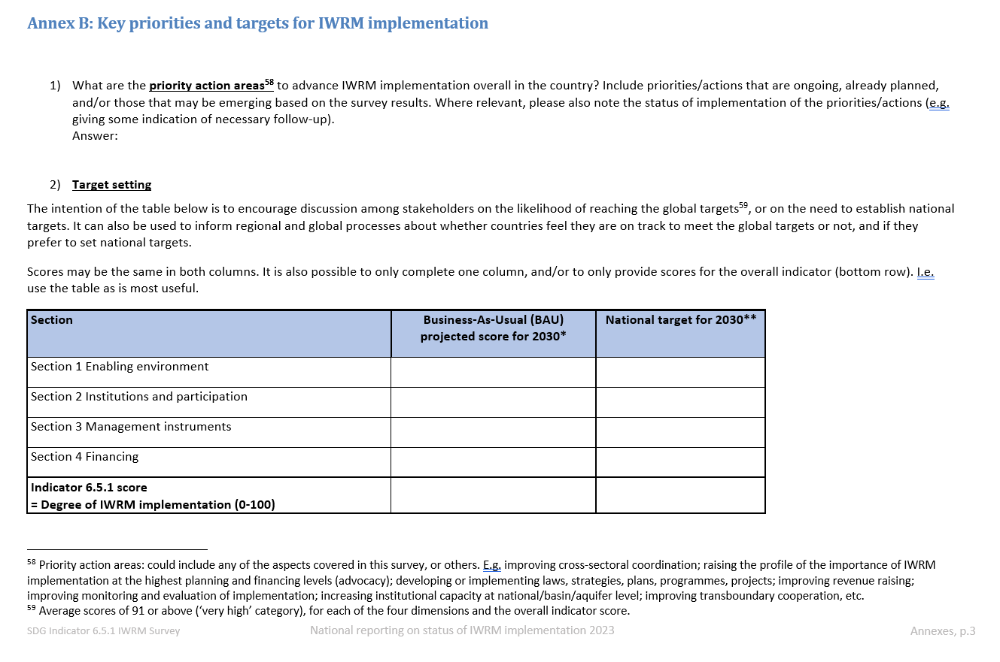 Annex B: Key priorities and targets for IWRM implementation
1) What are the priority action areas58 to advance IWRM implementation overall in the country? Include priorities/actions that are ongoing, already planned,
and/or those that may be emerging based on the survey results. Where relevant, please also note the status of implementation of the priorities/actions (e.g.
giving some indication of necessary follow-up).
Answer:
2) Target setting
The intention of the table below is to encourage discussion among stakeholders on the likelihood of reaching the global targets59, or on the need to establish national
targets. It can also be used to inform regional and global processes about whether countries feel they are on track to meet the global targets or not, and if they
prefer to set national targets.
Scores may be the same in both columns. It is also possible to only complete one column, and/or to only provide scores for the overall indicator (bottom row). I.e.
use the table as is most useful.
Section
Business-As-Usual (BAU)
projected score for 2030*
National target for 2030**
Section 1 Enabling environment
Section 2 Institutions and participation
Section 3 Management instruments
Section 4 Financing
Indicator 6.5.1 score
= Degree of IWRM implementation (0-100)
58 Priority action areas: could include any of the aspects covered in this survey, or others. E.g. improving cross-sectoral coordination; raising the profile of the importance of IWRM
implementation at the highest planning and financing levels (advocacy); developing or implementing laws, strategies, plans, programmes, projects; improving revenue raising;
improving monitoring and evaluation of implementation; increasing institutional capacity at national/basin/aquifer level; improving transboundary cooperation, etc.
59 Average scores of 91 or above (‘very high’ category), for each of the four dimensions and the overall indicator score.
SDG Indicator 6.5.1 IWRM Survey
National reporting on status of IWRM implementation 2023
Annexes, p.3